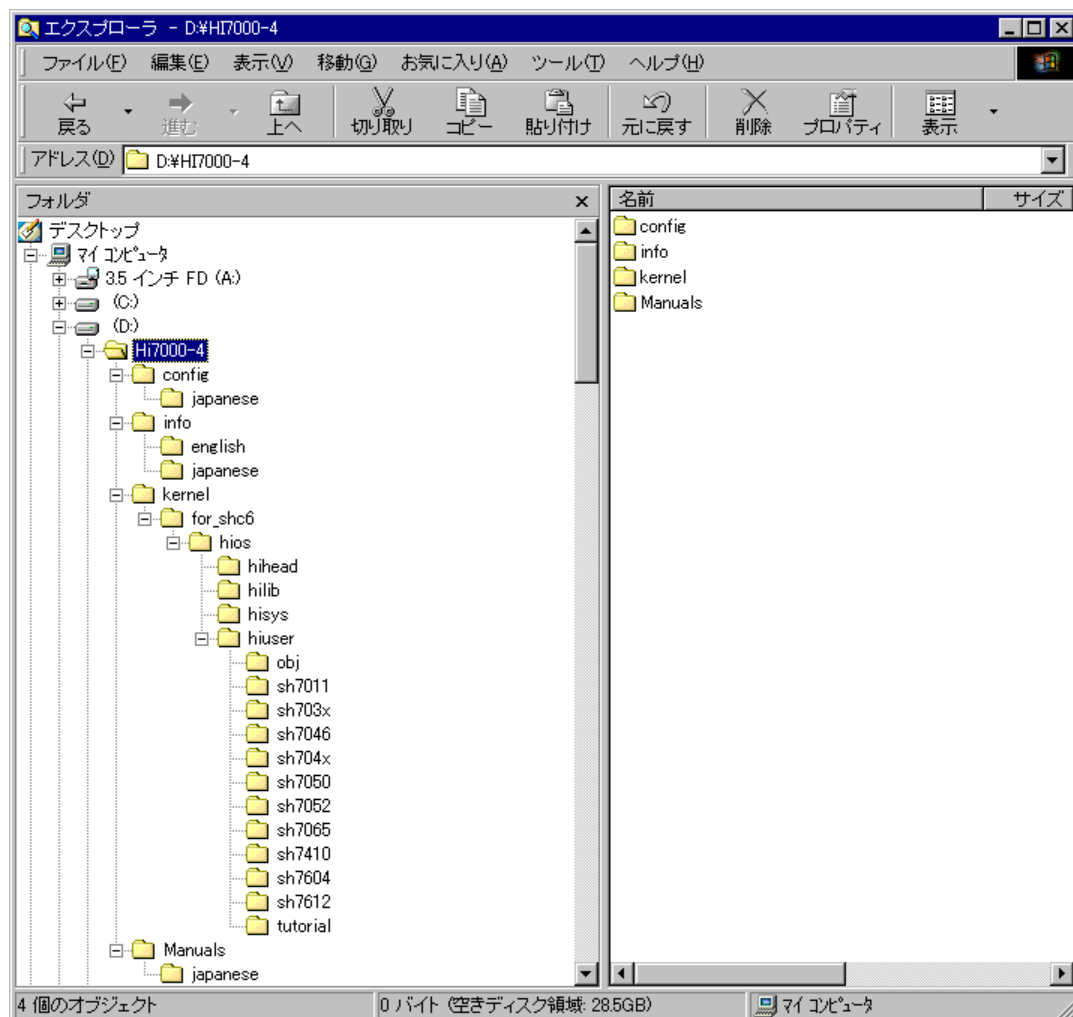 エクスプローラ - D:¥HI7000-4
ファイル(F) 編集(E) 表示(V) 移動(G) お気に入り(A) ツール(T) ヘルプ(H)
戻る 進む 上へ 切り取り コピー 貼り付け 元に戻す 削除 プロパティ 表示
アドレス(D) D:¥HI7000-4
フォルダ
デスクトップ
マイ コンピュータ
3.5 インチ FD (A:)
(C:)
(D:)
Hi7000-4
config
japanese
info
english
japanese
kernel
for_shc6
hios
hihead
hilib
hisys
hiuser
obj
sh7011
sh703x
sh7046
sh704x
sh7050
sh7052
sh7065
sh7410
sh7604
sh7612
tutorial
Manuals
japanese
名前 サイズ
config
info
kernel
Manuals
4 個のオブジェクト 0 バイト (空きディスク領域: 28.5GB) マイ コンピュータ